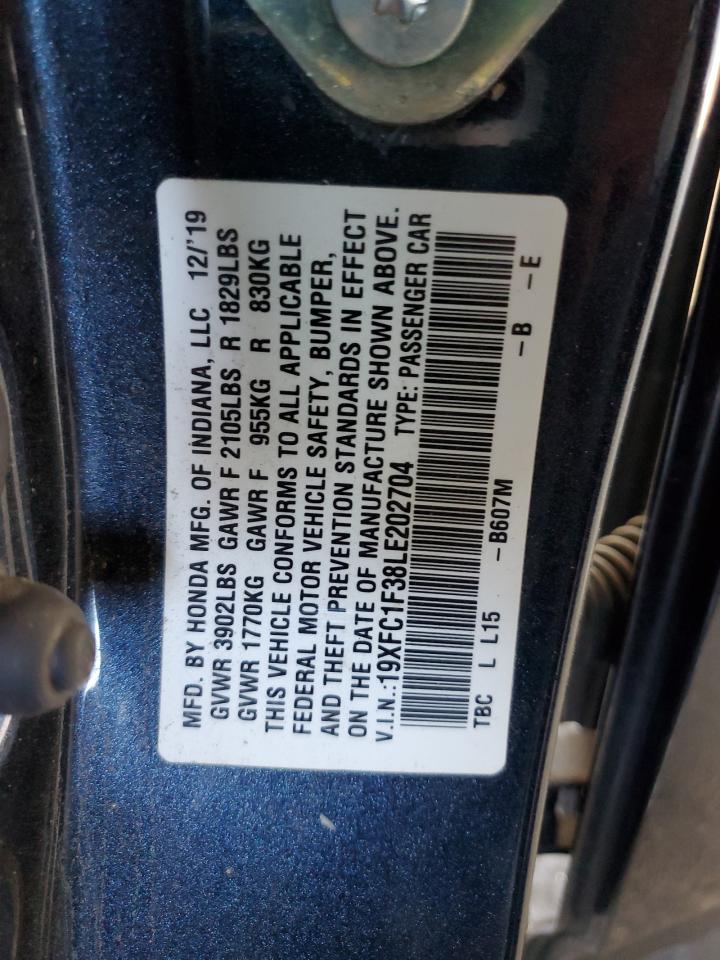 MFD. BY HONDA MFG. OF INDIANA, LLC 12/'19
GVWR 3902LBS GAWR F 2105LBS R 1829LBS
GVWR 1770KG GAWR F 955KG R 830KG
THIS VEHICLE CONFORMS TO ALL APPLICABLE
FEDERAL MOTOR VEHICLE SAFETY, BUMPER,
AND THEFT PREVENTION STANDARDS IN EFFECT
ON THE DATE OF MANUFACTURE SHOWN ABOVE.
V.I.N.: 19XFC1F38LE202704 TYPE: PASSENGER CAR
TBC L L15 -B607M -B -E